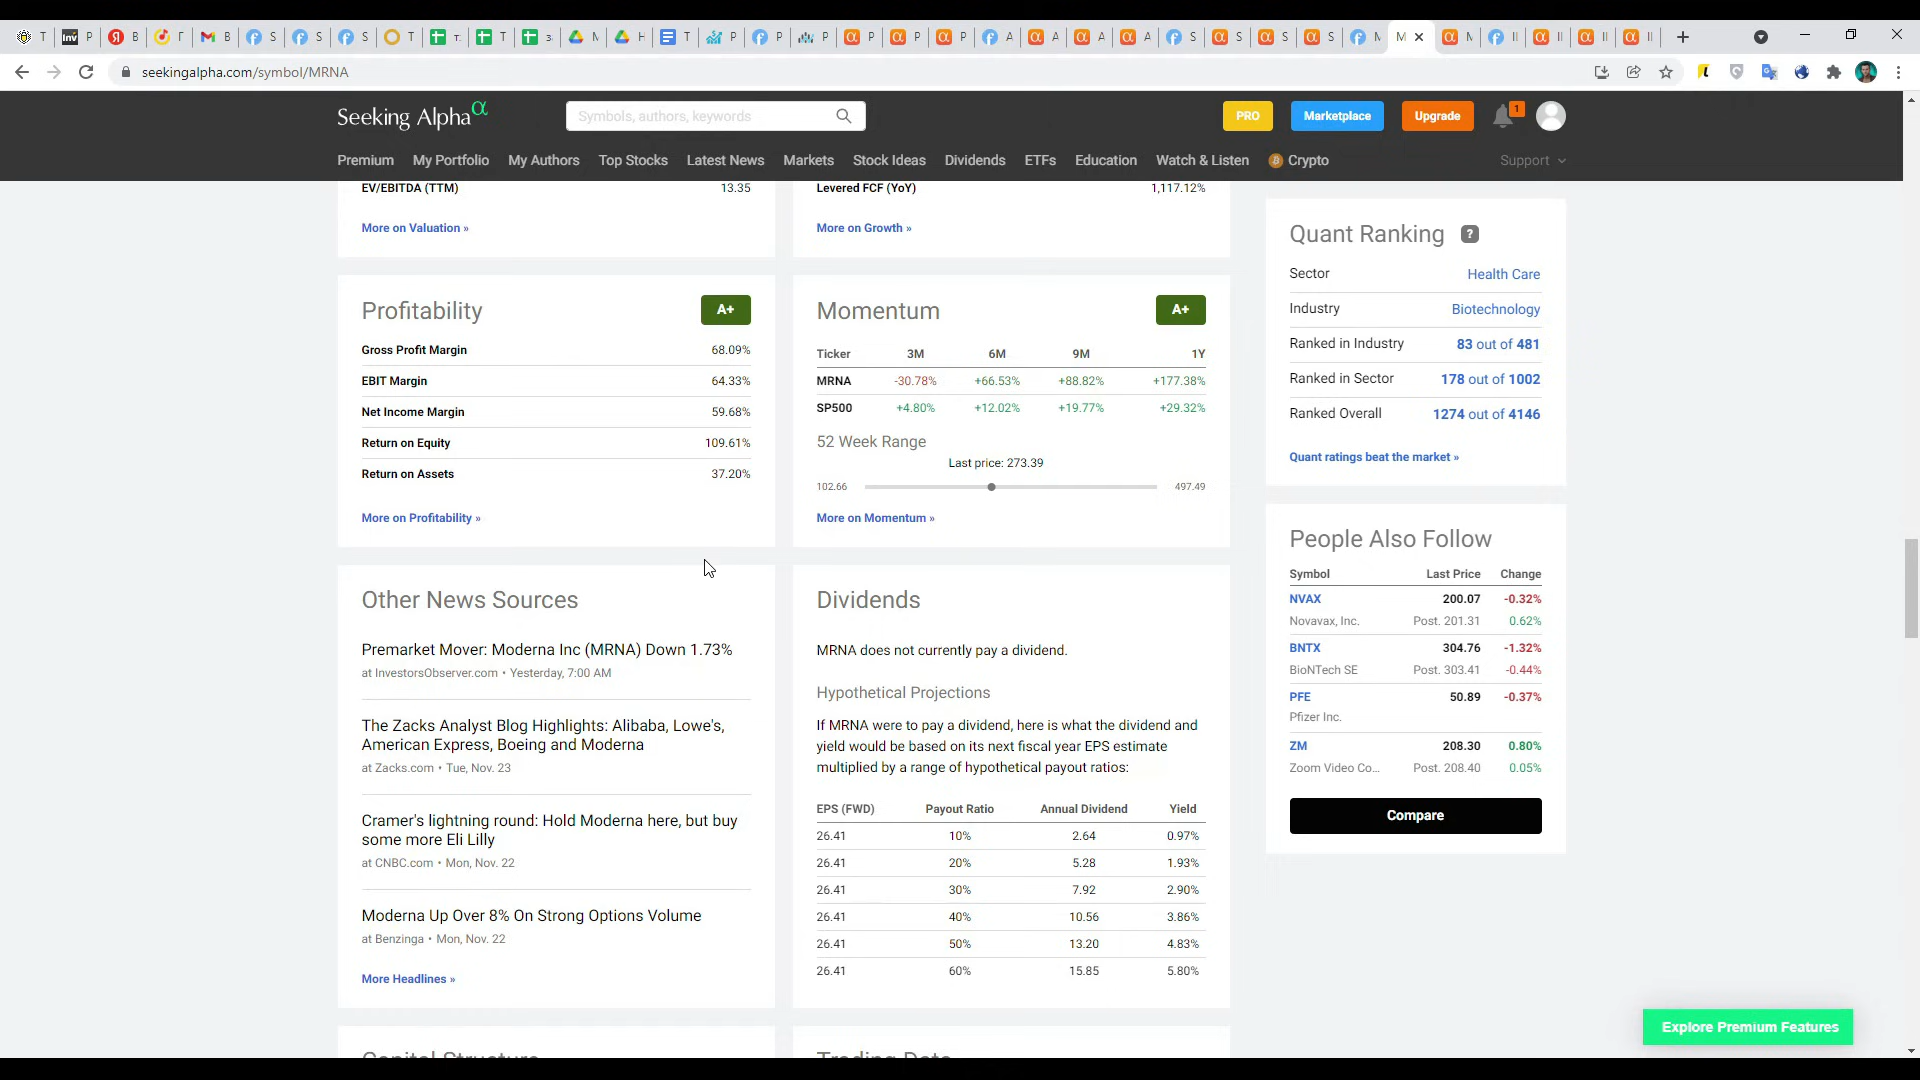 T P В Г В S S S T т. T з: М Н T P P P P P P A A A A S S S S M M M II II II II
seekingalpha.com/symbol/MRNA
Seeking Alpha α
Symbols, authors, keywords
PRO
Marketplace
Upgrade
1
Premium My Portfolio My Authors Top Stocks Latest News Markets Stock Ideas Dividends ETFs Education Watch & Listen Crypto Support
EV/EBITDA (TTM) 13.35
More on Valuation »
Levered FCF (YoY) 1,117.12%
More on Growth »
Profitability A+
Gross Profit Margin 68.09%
EBIT Margin 64.33%
Net Income Margin 59.68%
Return on Equity 109.61%
Return on Assets 37.20%
More on Profitability »
Momentum A+
Ticker 3M 6M 9M 1Y
MRNA -30.78% +66.53% +88.82% +177.38%
SP500 +4.80% +12.02% +19.77% +29.32%
52 Week Range
Last price: 273.39
102.66 497.49
More on Momentum »
Quant Ranking ?
Sector Health Care
Industry Biotechnology
Ranked in Industry 83 out of 481
Ranked in Sector 178 out of 1002
Ranked Overall 1274 out of 4146
Quant ratings beat the market »
Other News Sources
Premarket Mover: Moderna Inc (MRNA) Down 1.73%
at InvestorsObserver.com • Yesterday, 7:00 AM
The Zacks Analyst Blog Highlights: Alibaba, Lowe's,
American Express, Boeing and Moderna
at Zacks.com • Tue, Nov. 23
Cramer's lightning round: Hold Moderna here, but buy
some more Eli Lilly
at CNBC.com • Mon, Nov. 22
Moderna Up Over 8% On Strong Options Volume
at Benzinga • Mon, Nov. 22
More Headlines »
Dividends
MRNA does not currently pay a dividend.
Hypothetical Projections
If MRNA were to pay a dividend, here is what the dividend and
yield would be based on its next fiscal year EPS estimate
multiplied by a range of hypothetical payout ratios:
EPS (FWD) Payout Ratio Annual Dividend Yield
26.41 10% 2.64 0.97%
26.41 20% 5.28 1.93%
26.41 30% 7.92 2.90%
26.41 40% 10.56 3.86%
26.41 50% 13.20 4.83%
26.41 60% 15.85 5.80%
People Also Follow
Symbol Last Price Change
NVAX 200.07 -0.32%
Novavax, Inc. Post. 201.31 0.62%
BNTX 304.76 -1.32%
BioNTech SE Post. 303.41 -0.44%
PFE 50.89 -0.37%
Pfizer Inc.
ZM 208.30 0.80%
Zoom Video Co... Post. 208.40 0.05%
Compare
Explore Premium Features
Capital Structure
Trading Data